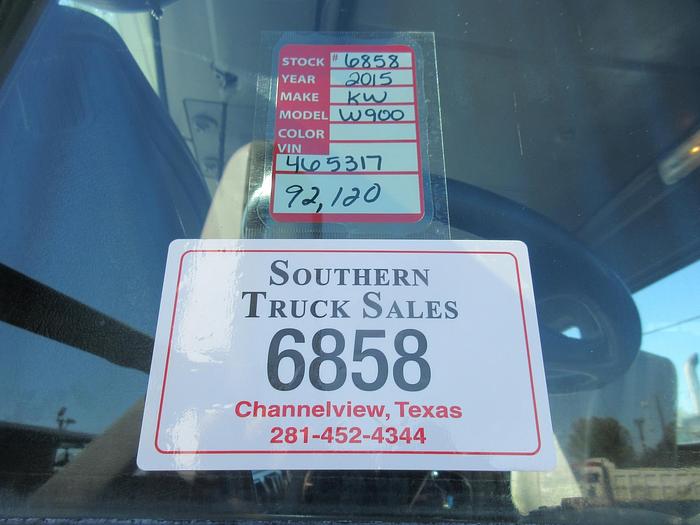 STOCK # 6858
YEAR 2015
MAKE KW
MODEL W900
COLOR
VIN
465317
92,120
SOUTHERN
TRUCK SALES
6858
Channelview, Texas
281-452-4344